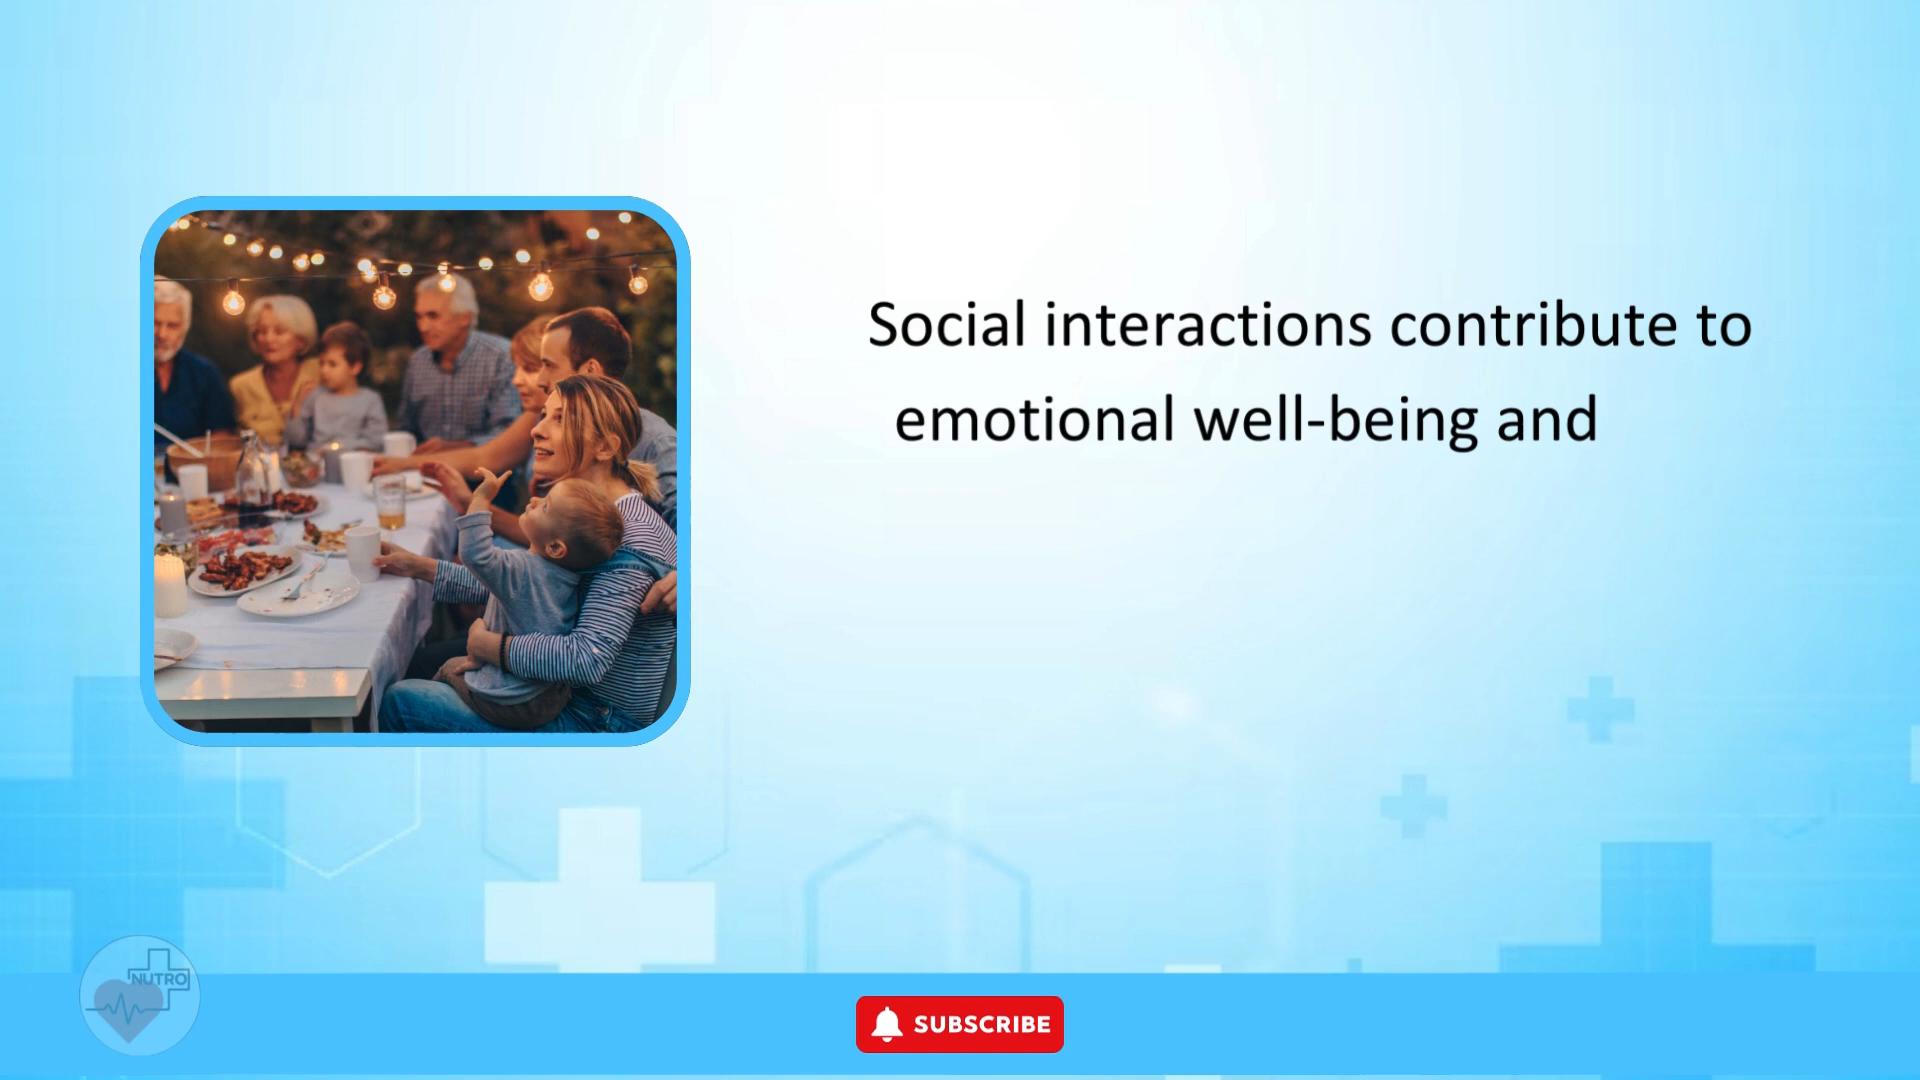 Social interactions contribute to
emotional well-being and
NUTRO
SUBSCRIBE